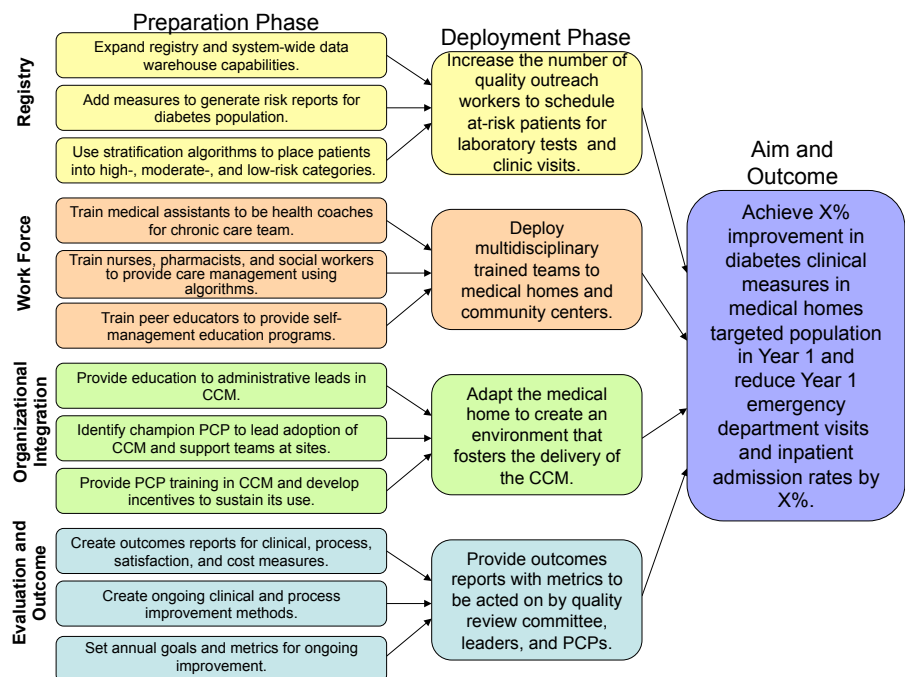 Preparation Phase
Deployment Phase
Aim and
Outcome
Registry
Expand registry and system-wide data
warehouse capabilities.
Add measures to generate risk reports for
diabetes population.
Use stratification algorithms to place patients
into high-, moderate-, and low-risk categories.
Increase the number of
quality outreach
workers to schedule
at-risk patients for
laboratory tests and
clinic visits.
Work Force
Train medical assistants to be health coaches
for chronic care team.
Train nurses, pharmacists, and social workers
to provide care management using
algorithms.
Train peer educators to provide self-
management education programs.
Deploy
multidisciplinary
trained teams to
medical homes and
community centers.
Organizational
Integration
Provide education to administrative leads in
CCM.
Identify champion PCP to lead adoption of
CCM and support teams at sites.
Provide PCP training in CCM and develop
incentives to sustain its use.
Adapt the medical
home to create an
environment that
fosters the delivery
of the CCM.
Evaluation and
Outcome
Create outcomes reports for clinical, process,
satisfaction, and cost measures.
Create ongoing clinical and process
improvement methods.
Set annual goals and metrics for ongoing
improvement.
Provide outcomes
reports with metrics to
be acted on by quality
review committee,
leaders, and PCPs.
Achieve X%
improvement in
diabetes clinical
measures in
medical homes
targeted population
in Year 1 and
reduce Year 1
emergency
department visits
and inpatient
admission rates by
X%.